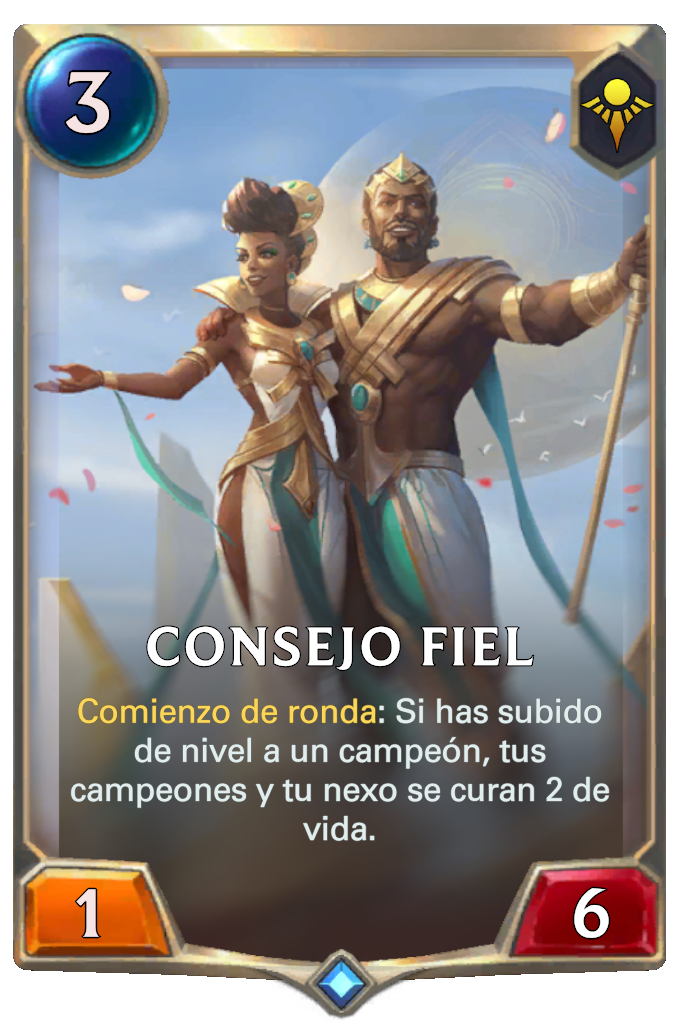 3
CONSEJO FIEL
Comienzo de ronda: Si has subido
de nivel a un campeón, tus
campeones y tu nexo se curan 2 de
vida.
1
6